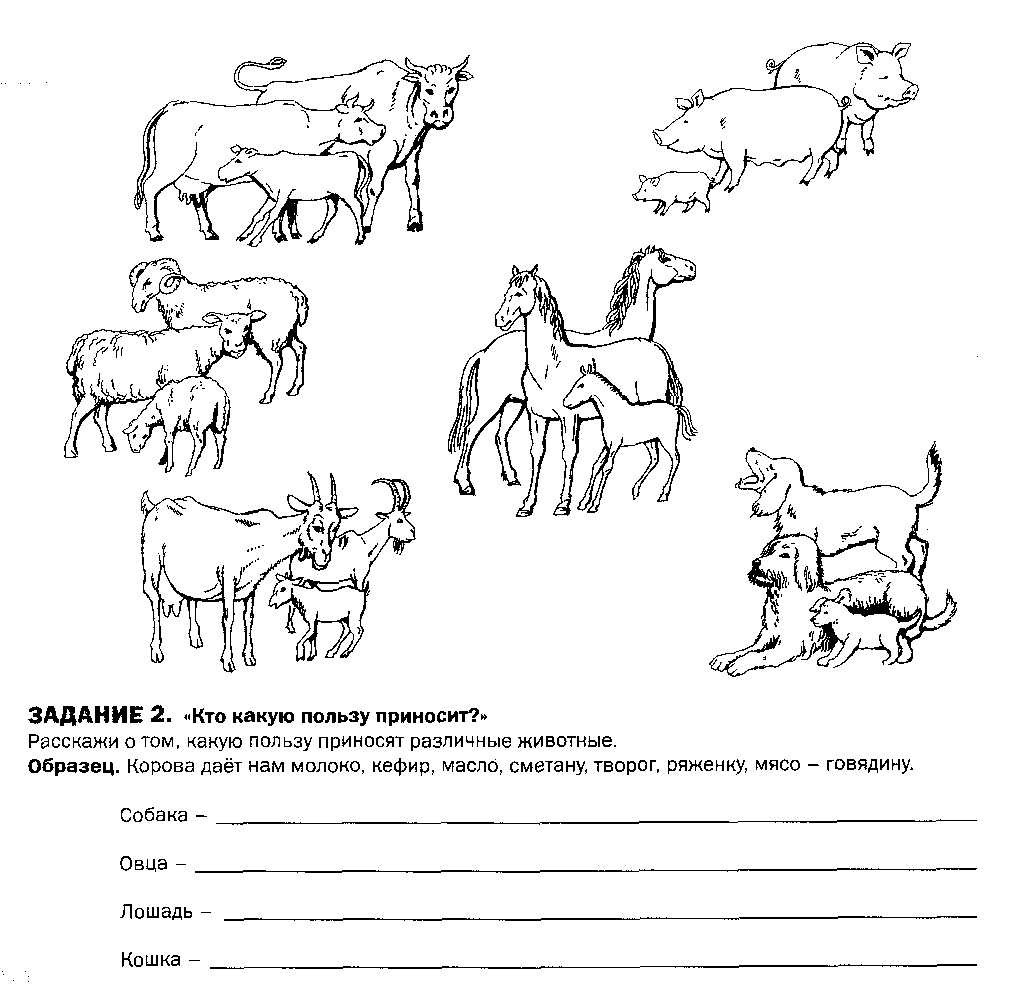 ЗАДАНИЕ 2. «Кто какую пользу приносит?»
Расскажи о том, какую пользу приносят различные животные.
Образец. Корова даёт нам молоко, кефир, масло, сметану, творог, ряженку, мясо – говядину.
Собака –
Овца –
Лошадь –
Кошка –